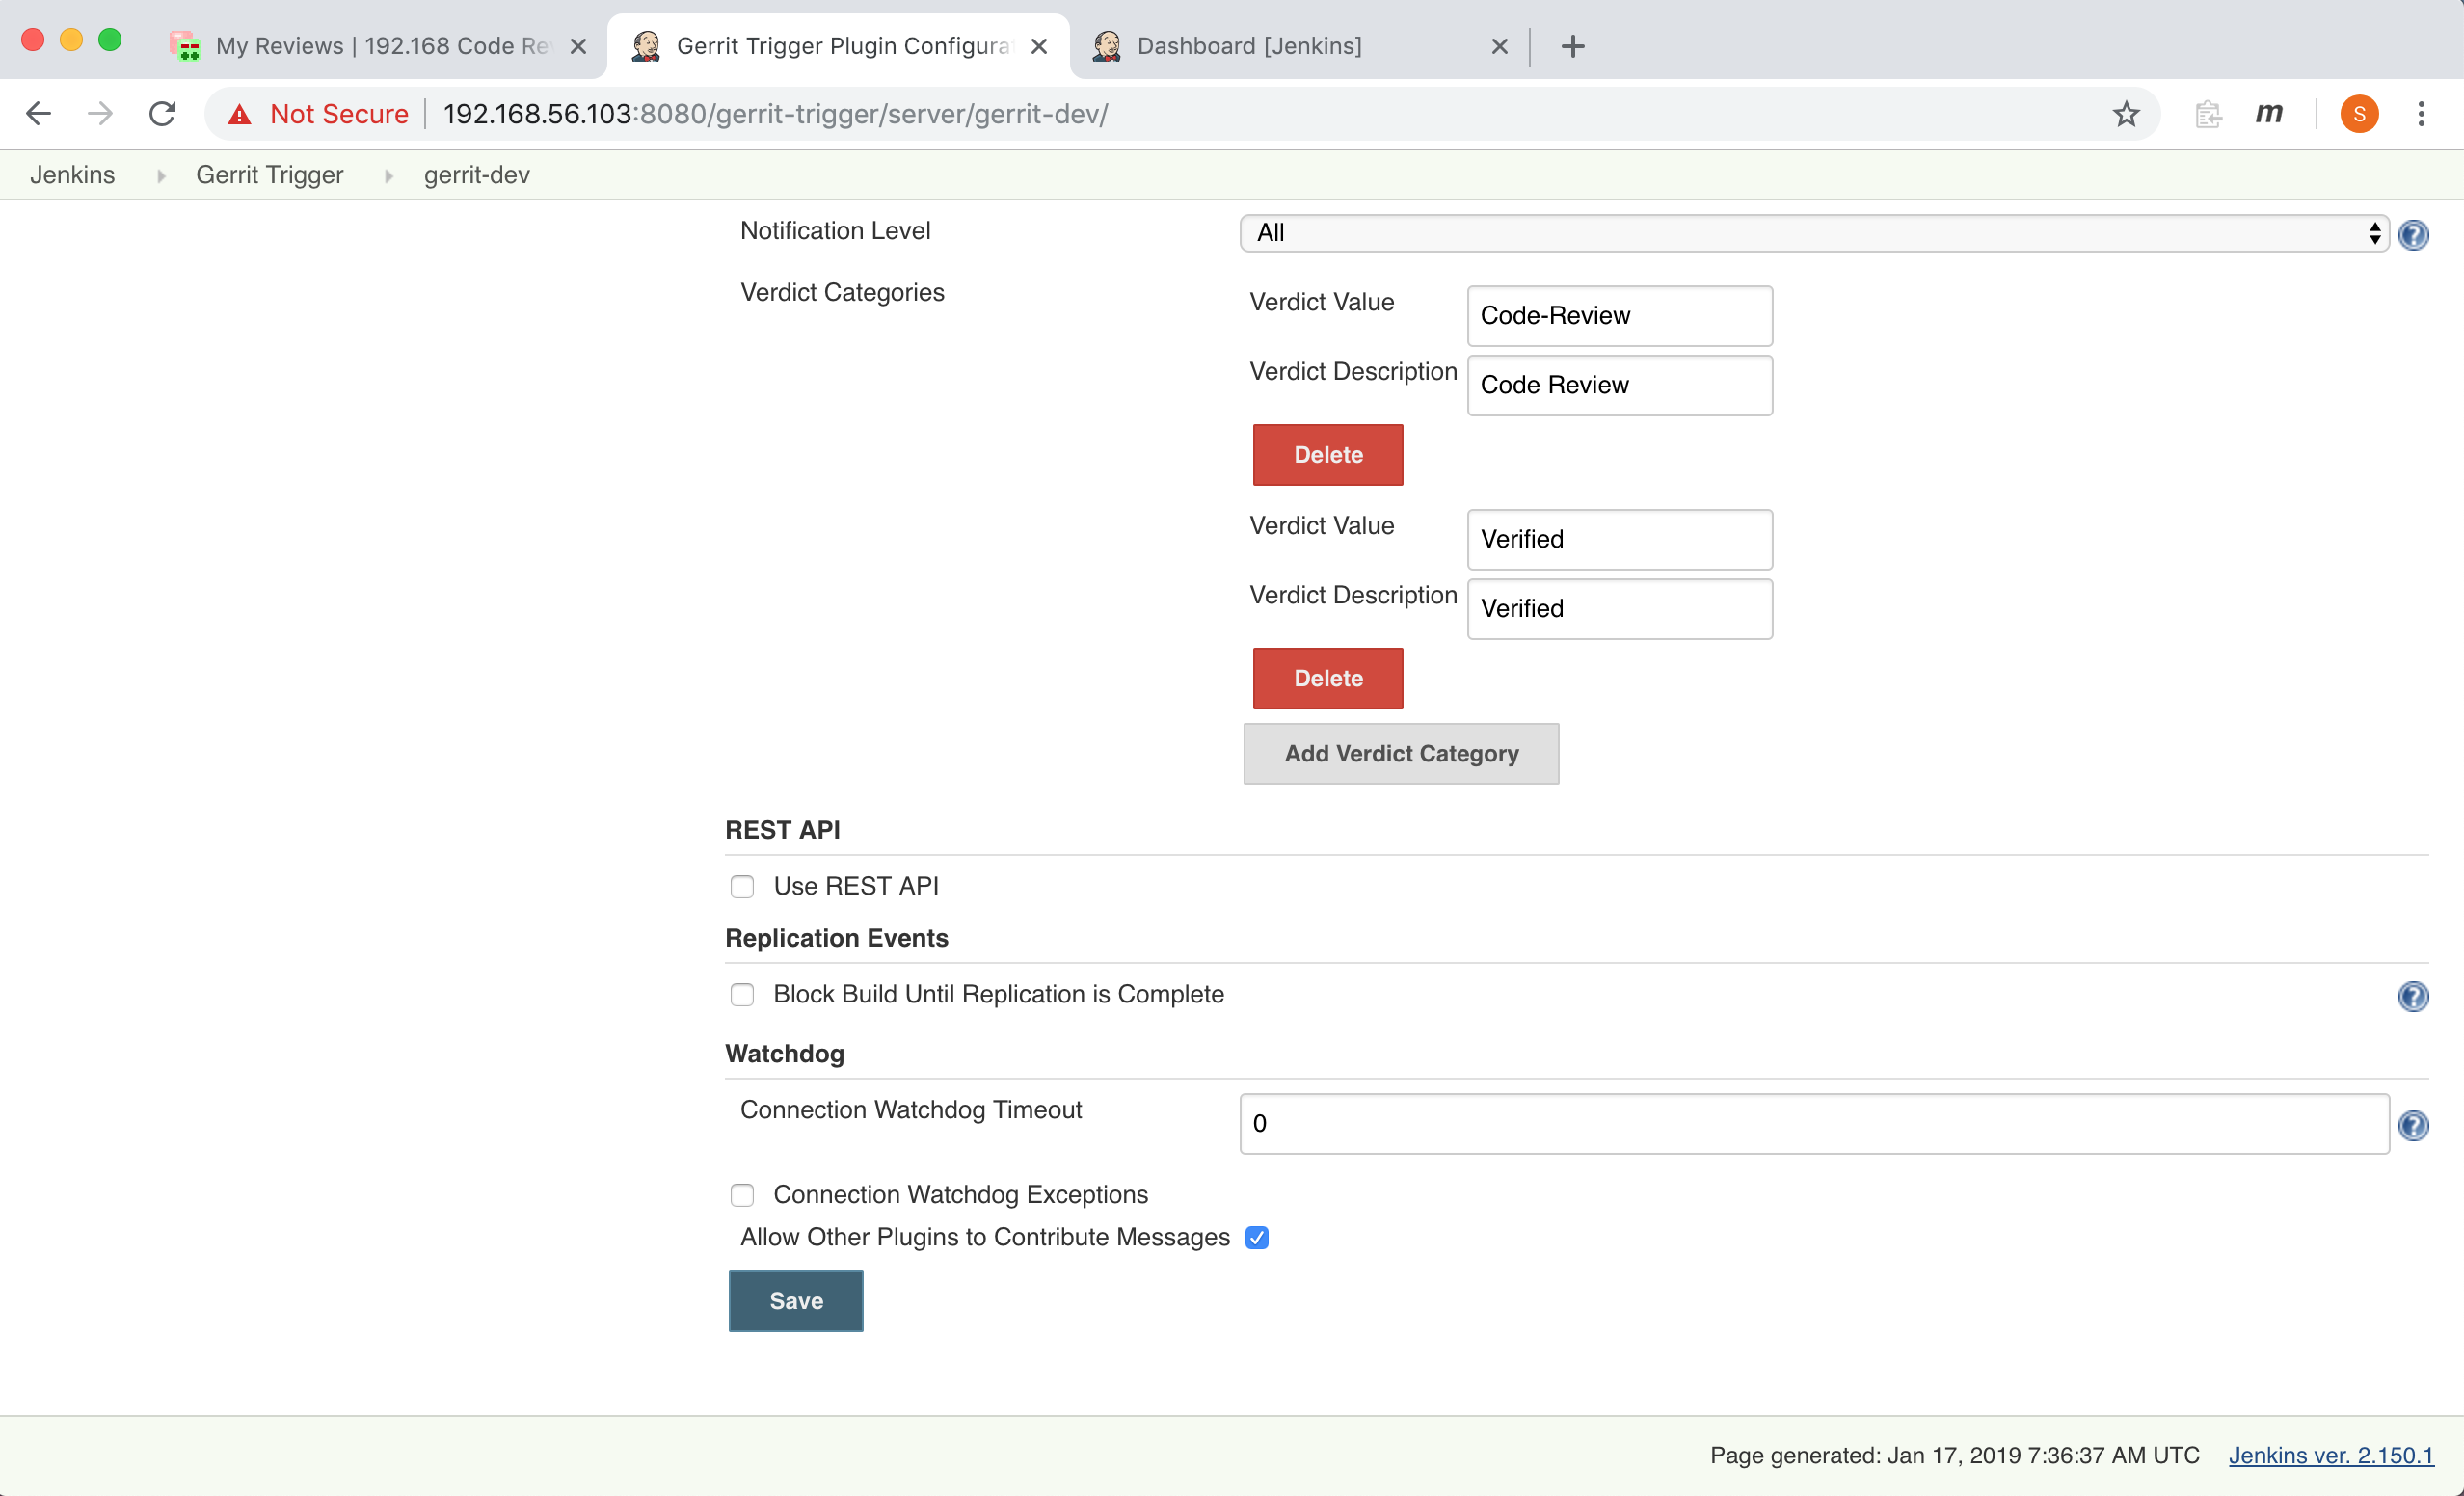 My Reviews | 192.168 Code Re
Gerrit Trigger Plugin Configura
Dashboard [Jenkins]
Not Secure
192.168.56.103:8080/gerrit-trigger/server/gerrit-dev/
m
S
Jenkins
Gerrit Trigger
gerrit-dev
Notification Level
All
Verdict Categories
Verdict Value
Code-Review
Verdict Description
Code Review
Delete
Verdict Value
Verified
Verdict Description
Verified
Delete
Add Verdict Category
REST API
Use REST API
Replication Events
Block Build Until Replication is Complete
Watchdog
Connection Watchdog Timeout
0
Connection Watchdog Exceptions
Allow Other Plugins to Contribute Messages
Save
Page generated: Jan 17, 2019 7:36:37 AM UTC
Jenkins ver. 2.150.1